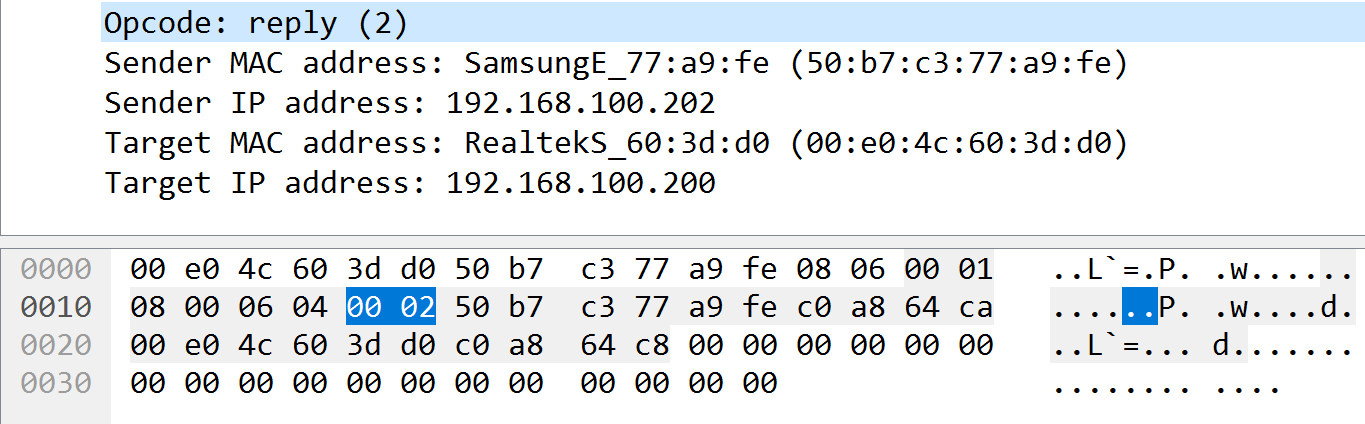 Opcode: reply (2)
Sender MAC address: SamsungE_77:a9:fe (50:b7:c3:77:a9:fe)
Sender IP address: 192.168.100.202
Target MAC address: RealtekS_60:3d:d0 (00:e0:4c:60:3d:d0)
Target IP address: 192.168.100.200
0000 00 e0 4c 60 3d d0 50 b7 c3 77 a9 fe 08 06 00 01 ..L`=.P. .w......
0010 08 00 06 04 00 02 50 b7 c3 77 a9 fe c0 a8 64 ca ......P. .w....d.
0020 00 e0 4c 60 3d d0 c0 a8 64 c8 00 00 00 00 00 00 ..L`=... d.......
0030 00 00 00 00 00 00 00 00 00 00 00 00 ........ ....